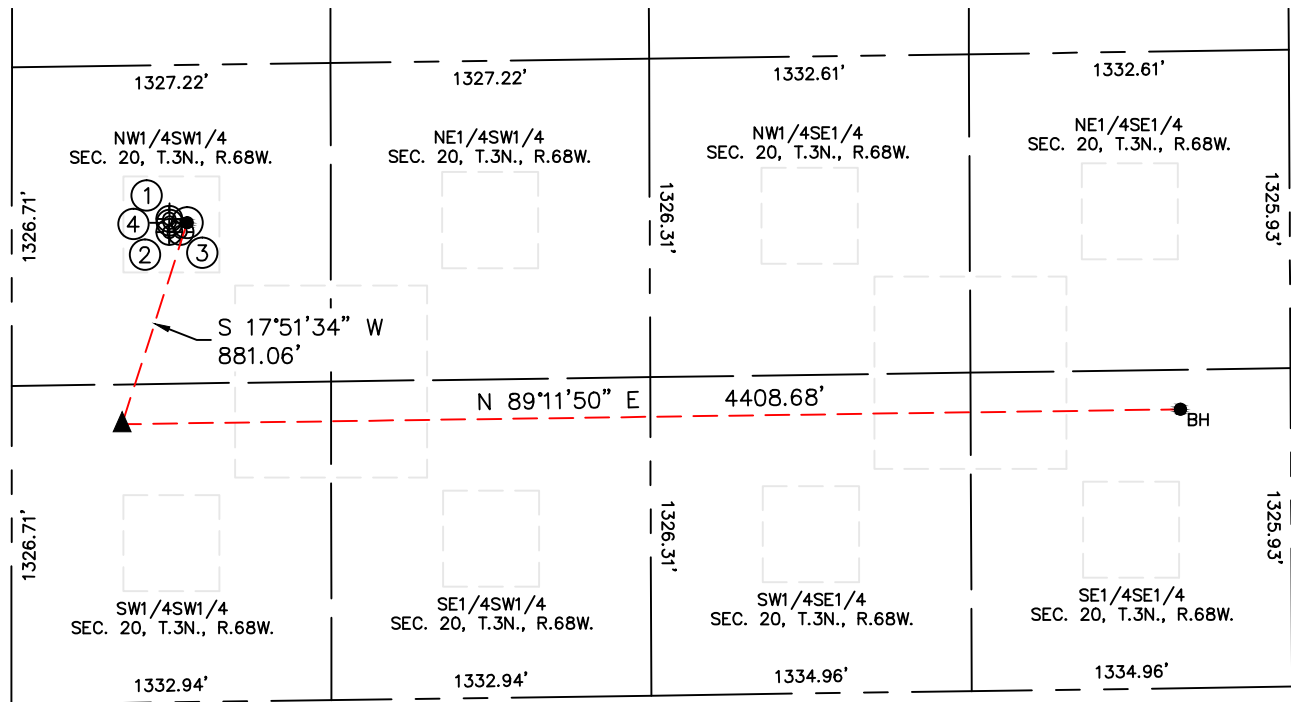 1327.22'
1327.22'
1332.61'
1332.61'
NW1/4SW1/4
SEC. 20, T.3N., R.68W.
NE1/4SW1/4
SEC. 20, T.3N., R.68W.
NW1/4SE1/4
SEC. 20, T.3N., R.68W.
NE1/4SE1/4
SEC. 20, T.3N., R.68W.
1326.71'
1
4
2
3
1326.31'
1325.93'
S 17°51'34" W
881.06'
N 89°11'50" E 4408.68'
BH
1326.71'
1326.31'
1325.93'
SW1/4SW1/4
SEC. 20, T.3N., R.68W.
SE1/4SW1/4
SEC. 20, T.3N., R.68W.
SW1/4SE1/4
SEC. 20, T.3N., R.68W.
SE1/4SE1/4
SEC. 20, T.3N., R.68W.
1332.94'
1332.94'
1334.96'
1334.96'